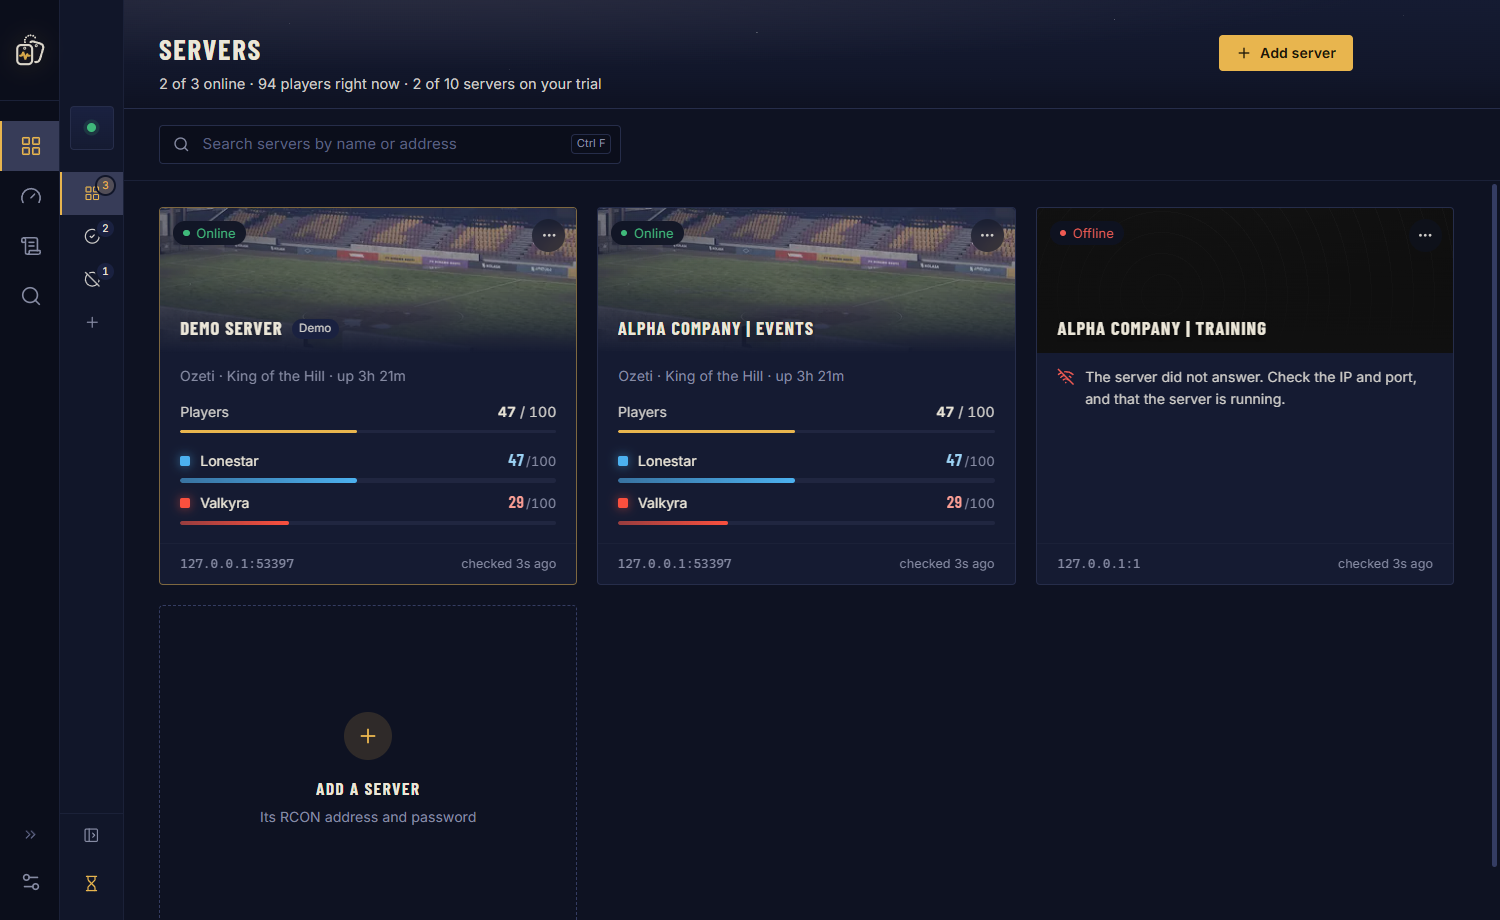 SERVERS
2 of 3 online · 94 players right now · 2 of 10 servers on your trial
Add server
Search servers by name or address
Ctrl F
3
2
1
Online
DEMO SERVER
Demo
Ozeti · King of the Hill · up 3h 21m
Players
47 / 100
Lonestar
47/100
Valkyra
29/100
127.0.0.1:53397
checked 3s ago
Online
ALPHA COMPANY | EVENTS
Ozeti · King of the Hill · up 3h 21m
Players
47 / 100
Lonestar
47/100
Valkyra
29/100
127.0.0.1:53397
checked 3s ago
Offline
ALPHA COMPANY | TRAINING
The server did not answer. Check the IP and port,
and that the server is running.
127.0.0.1:1
checked 3s ago
ADD A SERVER
Its RCON address and password